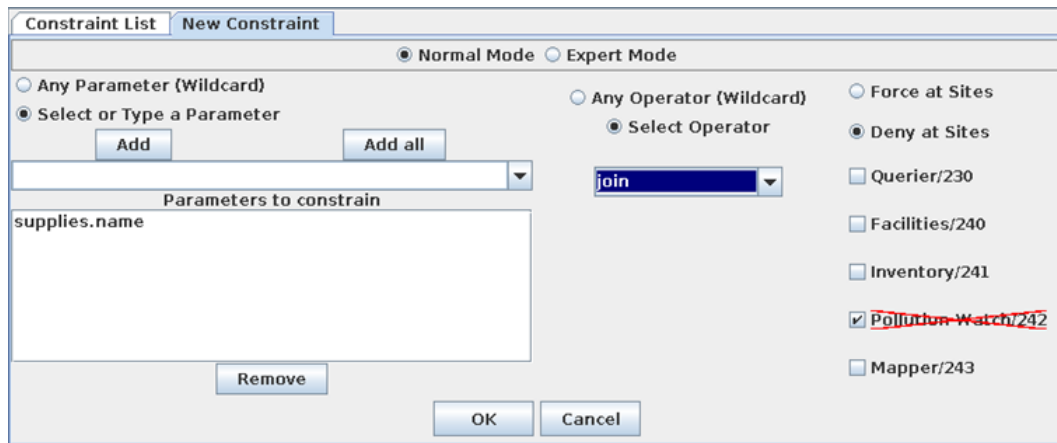 Constraint List New Constraint
Normal Mode Expert Mode
Any Parameter (Wildcard)
Select or Type a Parameter
Add Add all
Parameters to constrain
supplies.name
Remove
Any Operator (Wildcard)
Select Operator
join
Force at Sites
Deny at Sites
Querier/230
Facilities/240
Inventory/241
Pollution Watch/242
Mapper/243
OK Cancel